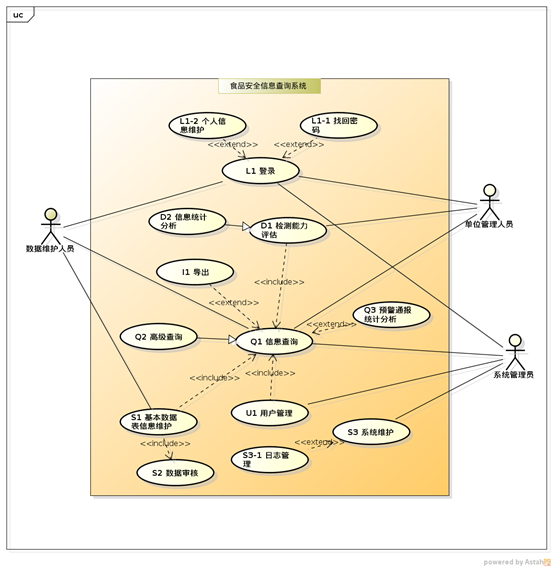 uc
食品安全信息查询系统
L1-2 个人信
息维护
L1-1 找回密
码
<<extend>>
<<extend>>
L1 登录
D2 信息统计
分析
D1 检测能力
评估
单位管理人员
数据维护人员
I1 导出
<<include>>
<<extend>>
Q3 预警通报
统计分析
<<extend>>
Q2 高级查询
Q1 信息查询
系统管理员
<<include>>
<<include>>
S1 基本数据
表信息维护
U1 用户管理
<<include>>
S3 系统维护
<<extend>>
S3-1 日志管
理
S2 数据审核
powered by Astah